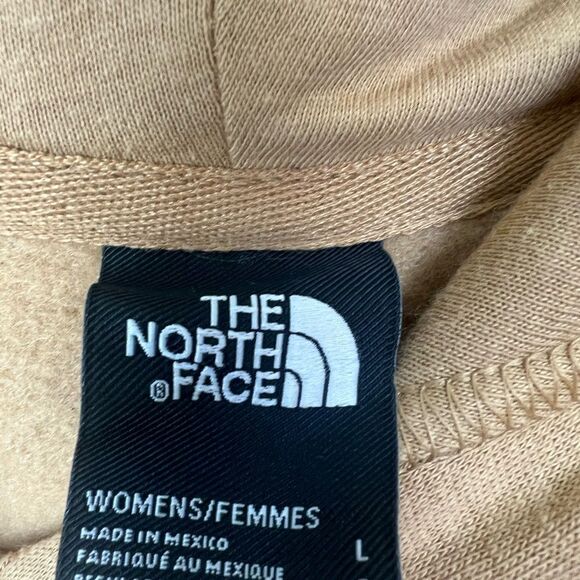 THE
NORTH
®FACE
WOMENS/FEMMES
MADE IN MEXICO L
FABRIQUÉ AU MEXIQUE